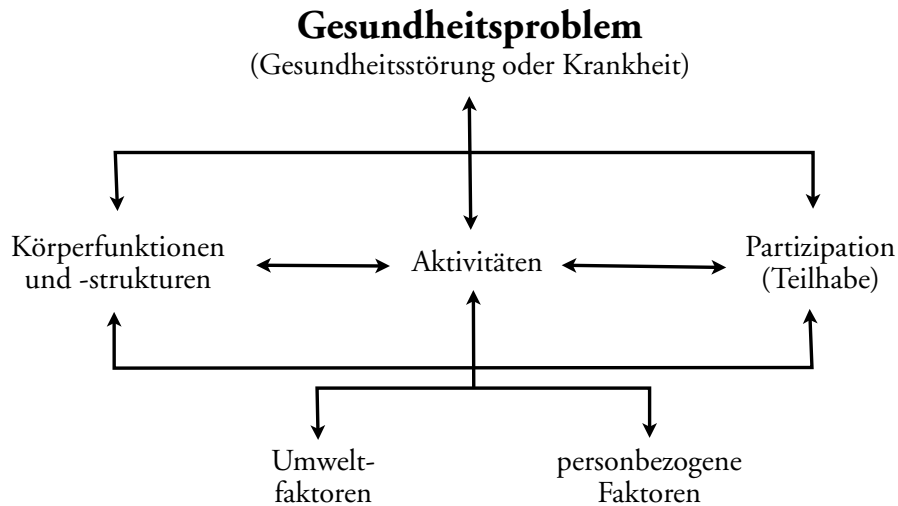 Gesundheitsproblem
(Gesundheitsstörung oder Krankheit)
Körperfunktionen
und -strukturen
Aktivitäten
Partizipation
(Teilhabe)
Umwelt-
faktoren
personbezogene
Faktoren